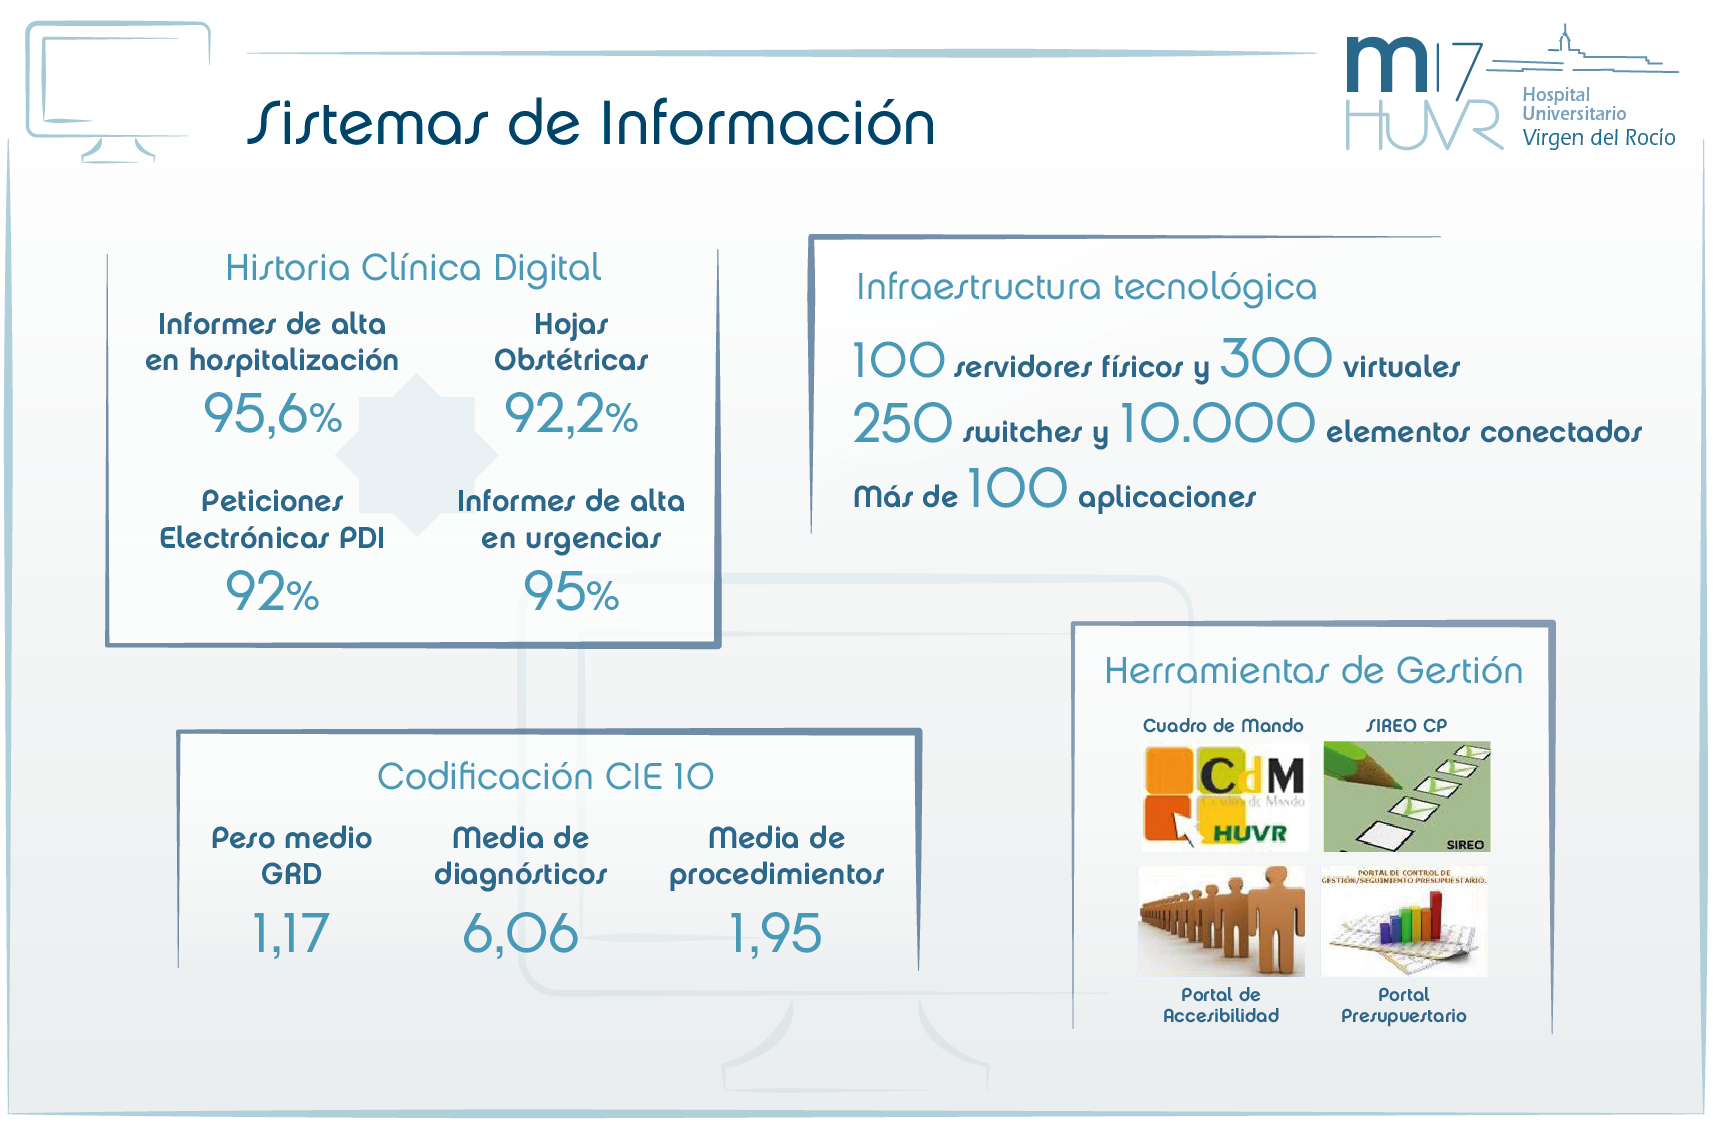 Sistemas de Información
m17
HUVR
Hospital
Universitario
Virgen del Rocío
Historia Clínica Digital
Informes de alta
en hospitalización
95,6%
Hojas
Obstétricas
92,2%
Peticiones
Electrónicas PDI
92%
Informes de alta
en urgencias
95%
Infraestructura tecnológica
100 servidores físicos y 300 virtuales
250 switches y 10.000 elementos conectados
Más de 100 aplicaciones
Codificación CIE 10
Peso medio
GRD
1,17
Media de
diagnósticos
6,06
Media de
procedimientos
1,95
Herramientas de Gestión
Cuadro de Mando
CdM
Cuadro de Mando
HUVR
SIREO CP
SIREO
Portal de
Accesibilidad
PORTAL DE CONTROL DE
GESTIÓN/SEGUIMIENTO PRESUPUESTARIO.
Portal
Presupuestario